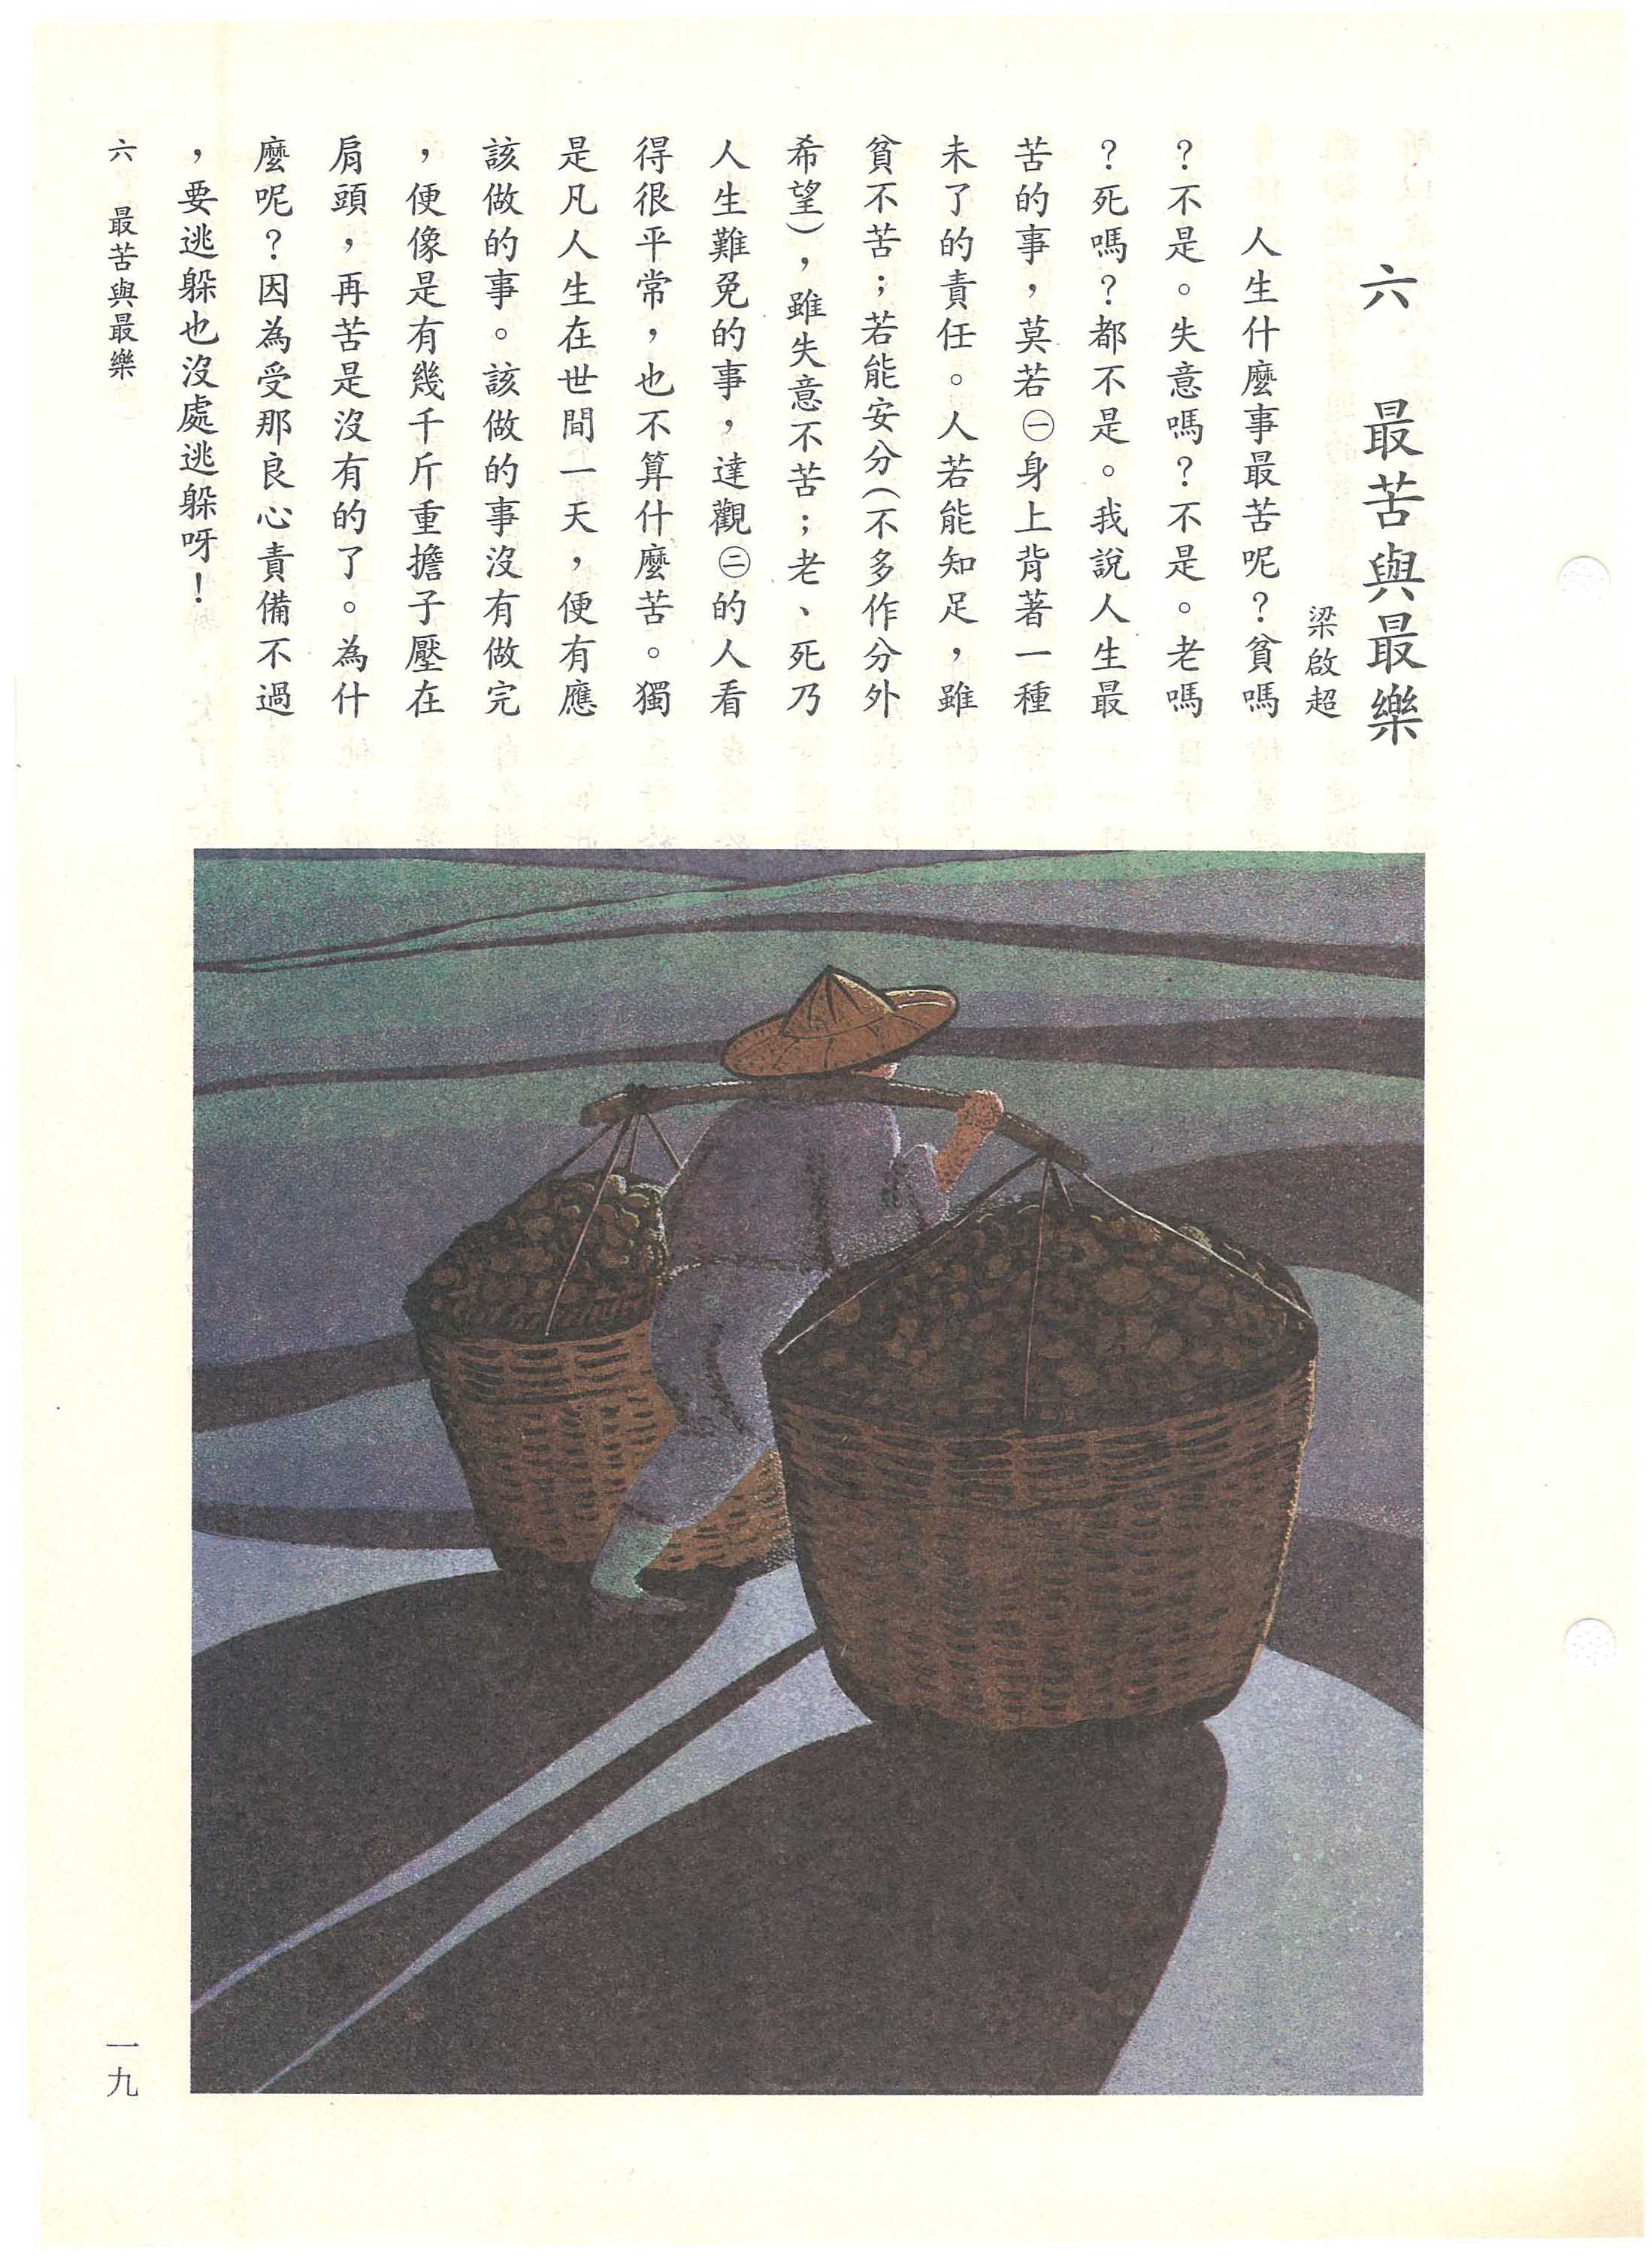 六 最苦與最樂
梁啟超
人生什麼事最苦呢？貧嗎
？不是。失意嗎？不是。老嗎
？死嗎？都不是。我說人生最
苦的事，莫若㊀身上背著一種
未了的責任。人若能知足，雖
貧不苦；若能安分(不多作分外
希望)，雖失意不苦；老、死乃
人生難免的事，達觀㊁的人看
得很平常，也不算什麼苦。獨
是凡人生在世間一天，便有應
該做的事。該做的事沒有做完
，便像是有幾千斤重擔子壓在
肩頭，再苦是沒有的了。為什
麼呢？因為受那良心責備不過
，要逃躲也沒處逃躲呀！
六 最苦與最樂
一九